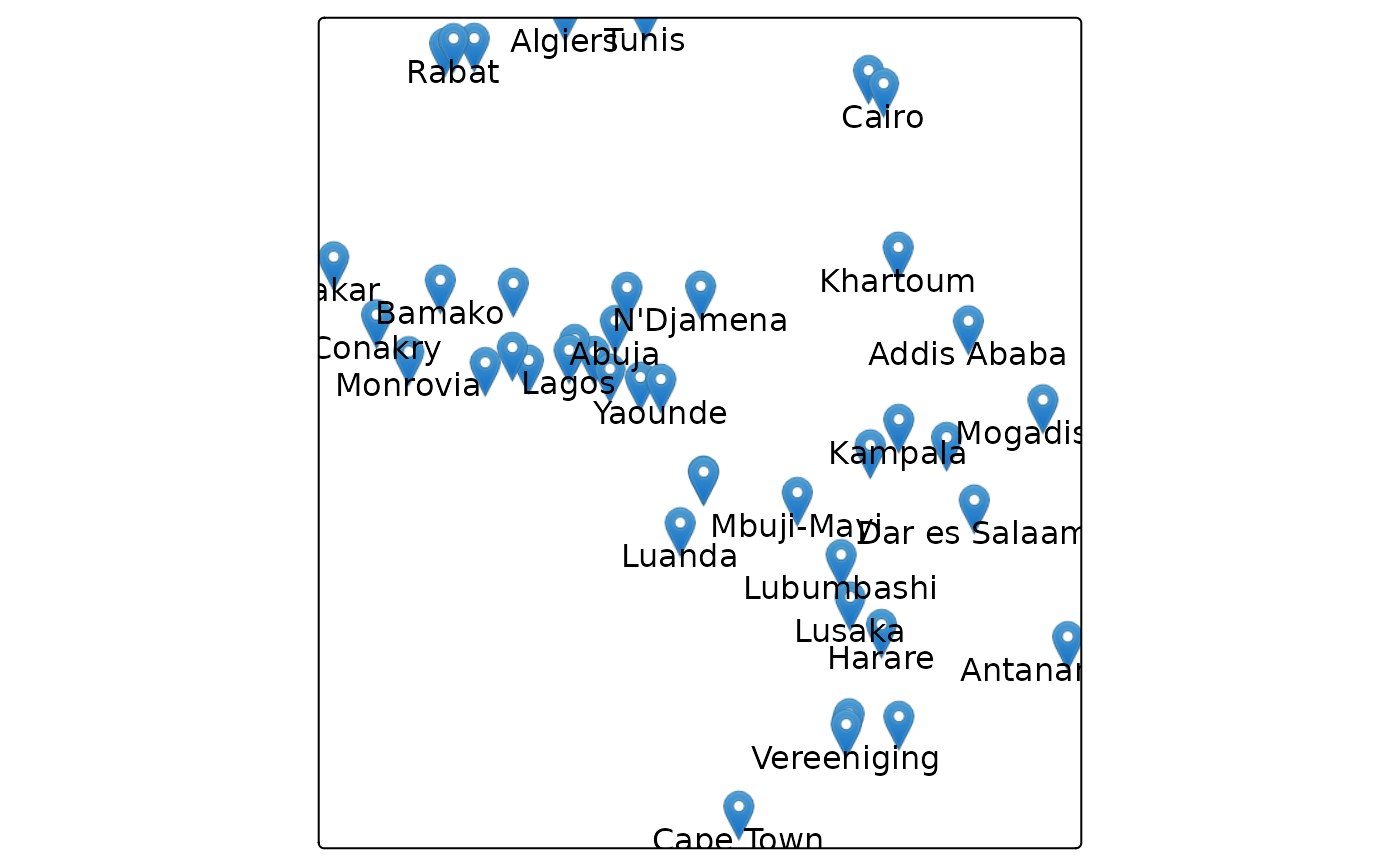 Algiers
Tunis
Rabat
Cairo
Khartoum
akar
Bamako
N'Djamena
Conakry
Abuja
Addis Ababa
Monrovia
Lagos
Yaounde
Mogadis
Kampala
Mbuji-Mayi
Dar es Salaam
Luanda
Lubumbashi
Lusaka
Harare
Antanar
Vereeniging
Cape Town